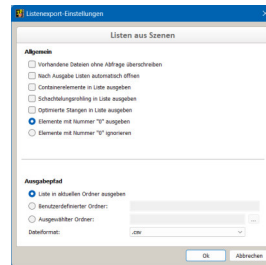 Listenexport-Einstellungen
Listen aus Szenen
Allgemein
Vorhandene Dateien ohne Abfrage überschreiben
Nach Ausgabe Listen automatisch öffnen
Containerelemente in Liste ausgeben
Schachtelungsrohling in Liste ausgeben
Optimierte Stangen in Liste ausgeben
Elemente mit Nummer "0" ausgeben
Elemente mit Nummer "0" ignorieren
Ausgabepfad
Liste in aktuellen Ordner ausgeben
Benutzerdefinierter Ordner:
Ausgewählter Ordner:
...
Dateiformat: .csv
Ok Abbrechen